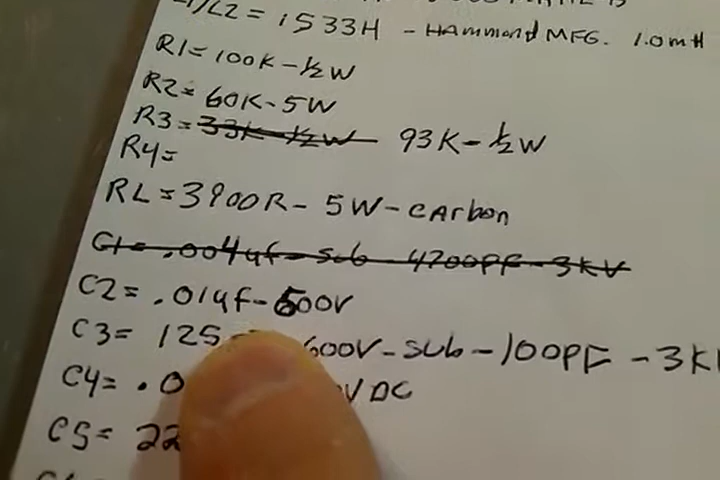 L2 = 1533H - HAMMOND MFG. 1.0mH
R1= 100K-1/2W
R2= 60K-5W
R3= 33K-1/2W 93K-1/2W
R4=
RL=3900R-5W-CARBON
C1= .004uf-Sub 4700PF-3KV
C2= .01uf-600V
C3= 125 600V-Sub-100PF-3K
C4= .0 VDC
C5= 22